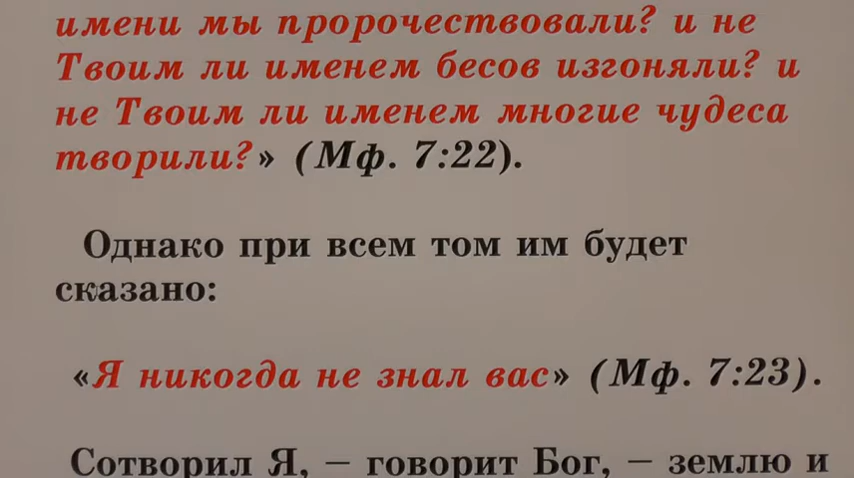 имени мы пророчествовали? и не
Твоим ли именем бесов изгоняли? и
не Твоим ли именем многие чудеса
творили?» (Мф. 7:22).
Однако при всем том им будет
сказано:
«Я никогда не знал вас» (Мф. 7:23).
Сотворил Я, – говорит Бог, – землю и